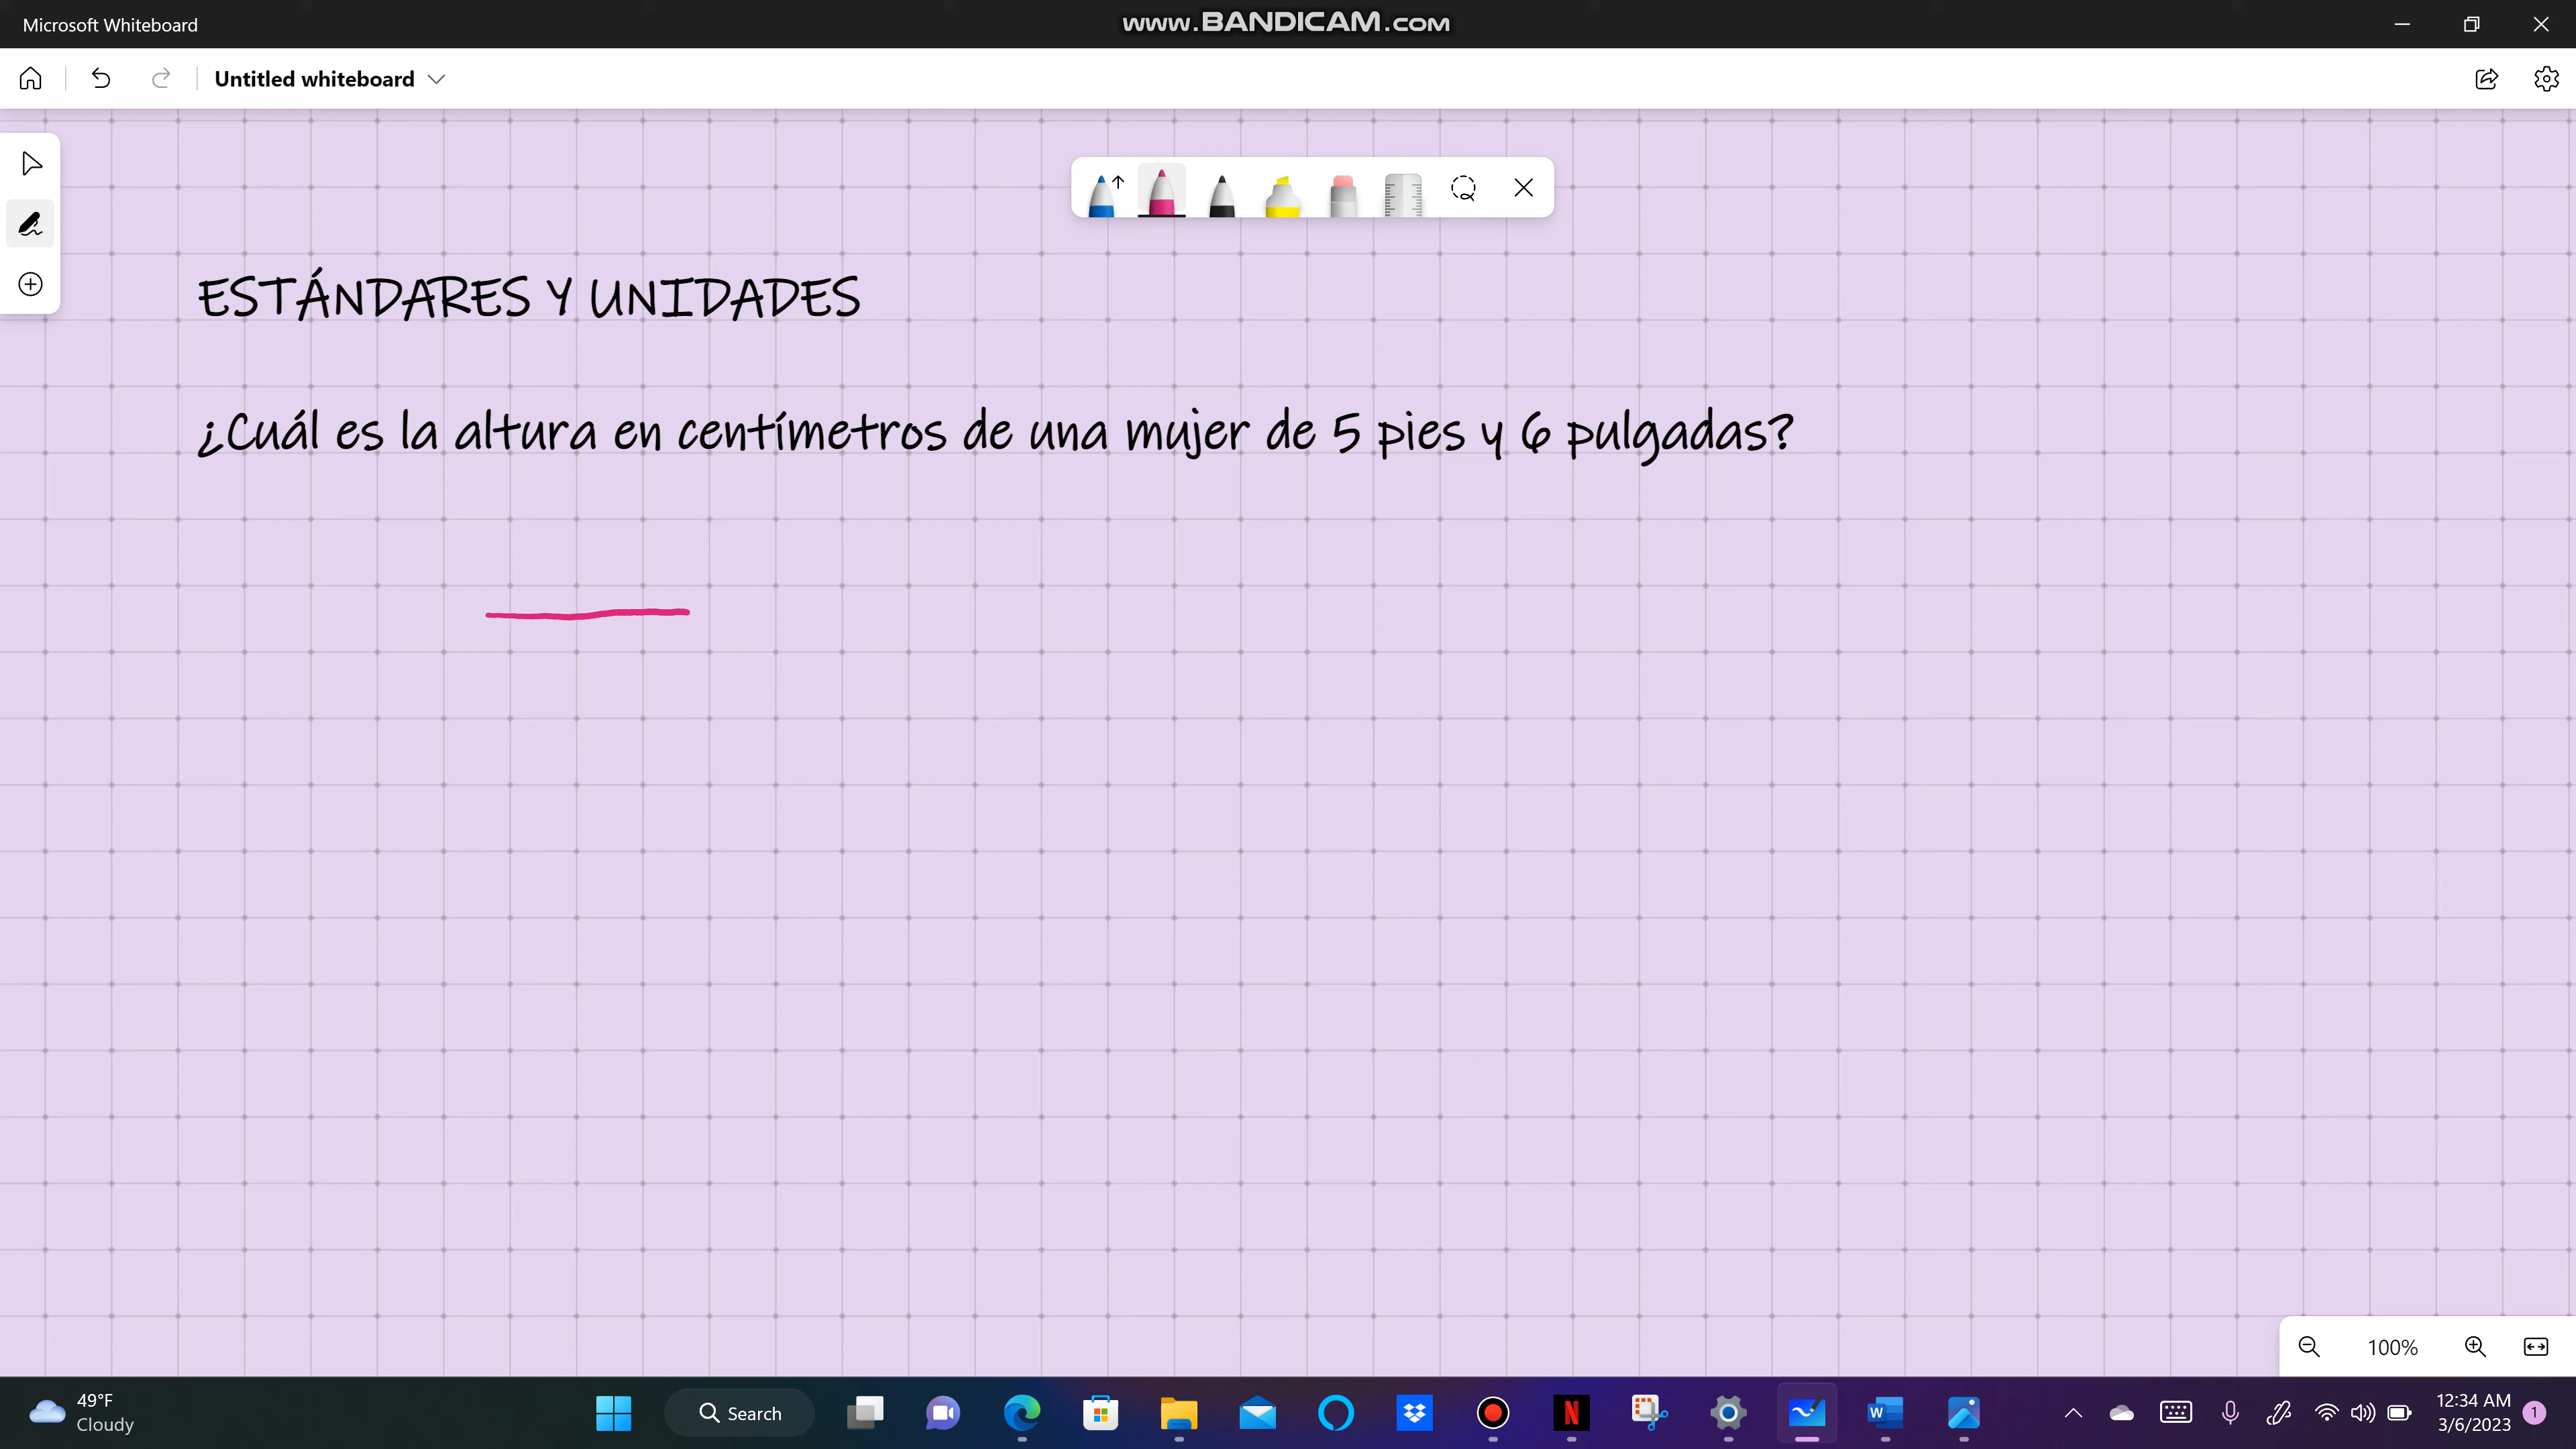 Microsoft Whiteboard
www.BANDICAM.com
Untitled whiteboard
ESTÁNDARES Y UNIDADES
¿Cuál es la altura en centímetros de una mujer de 5 pies y 6 pulgadas?
100%
49°F
Cloudy
Search
N
W
12:34 AM
3/6/2023
1